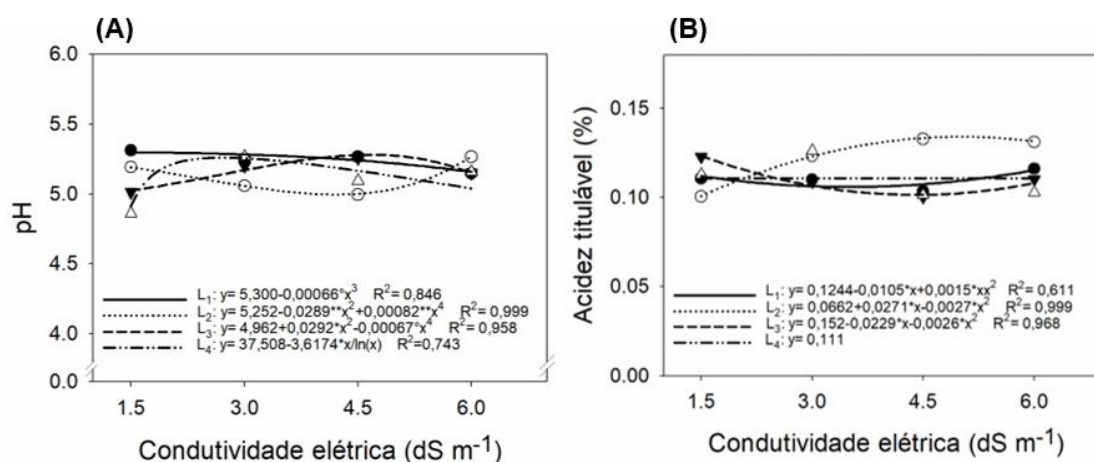 (A)
6.0
5.5
5.0
4.5
4.0
0.0
pH
L1: y= 5,300-0,00066°x³ R²= 0,846
L2: y= 5,252-0,0289**x²+0,00082**x⁴ R²= 0,999
L3: y= 4,962+0,0292*x²-0,00067°x⁴ R²= 0,958
L4: y= 37,508-3,6174*x/ln(x) R²=0,743
1.5 3.0 4.5 6.0
Condutividade elétrica (dS m⁻¹)
(B)
0.15
0.10
0.05
0.00
Acidez titulável (%)
L1: y= 0,1244-0,0105*x+0,0015*xx² R²= 0,611
L2: y= 0,0662+0,0271*x-0,0027*x² R²= 0,999
L3: y= 0,152-0,0229*x-0,0026*x² R²= 0,968
L4: y= 0,111
1.5 3.0 4.5 6.0
Condutividade elétrica (dS m⁻¹)